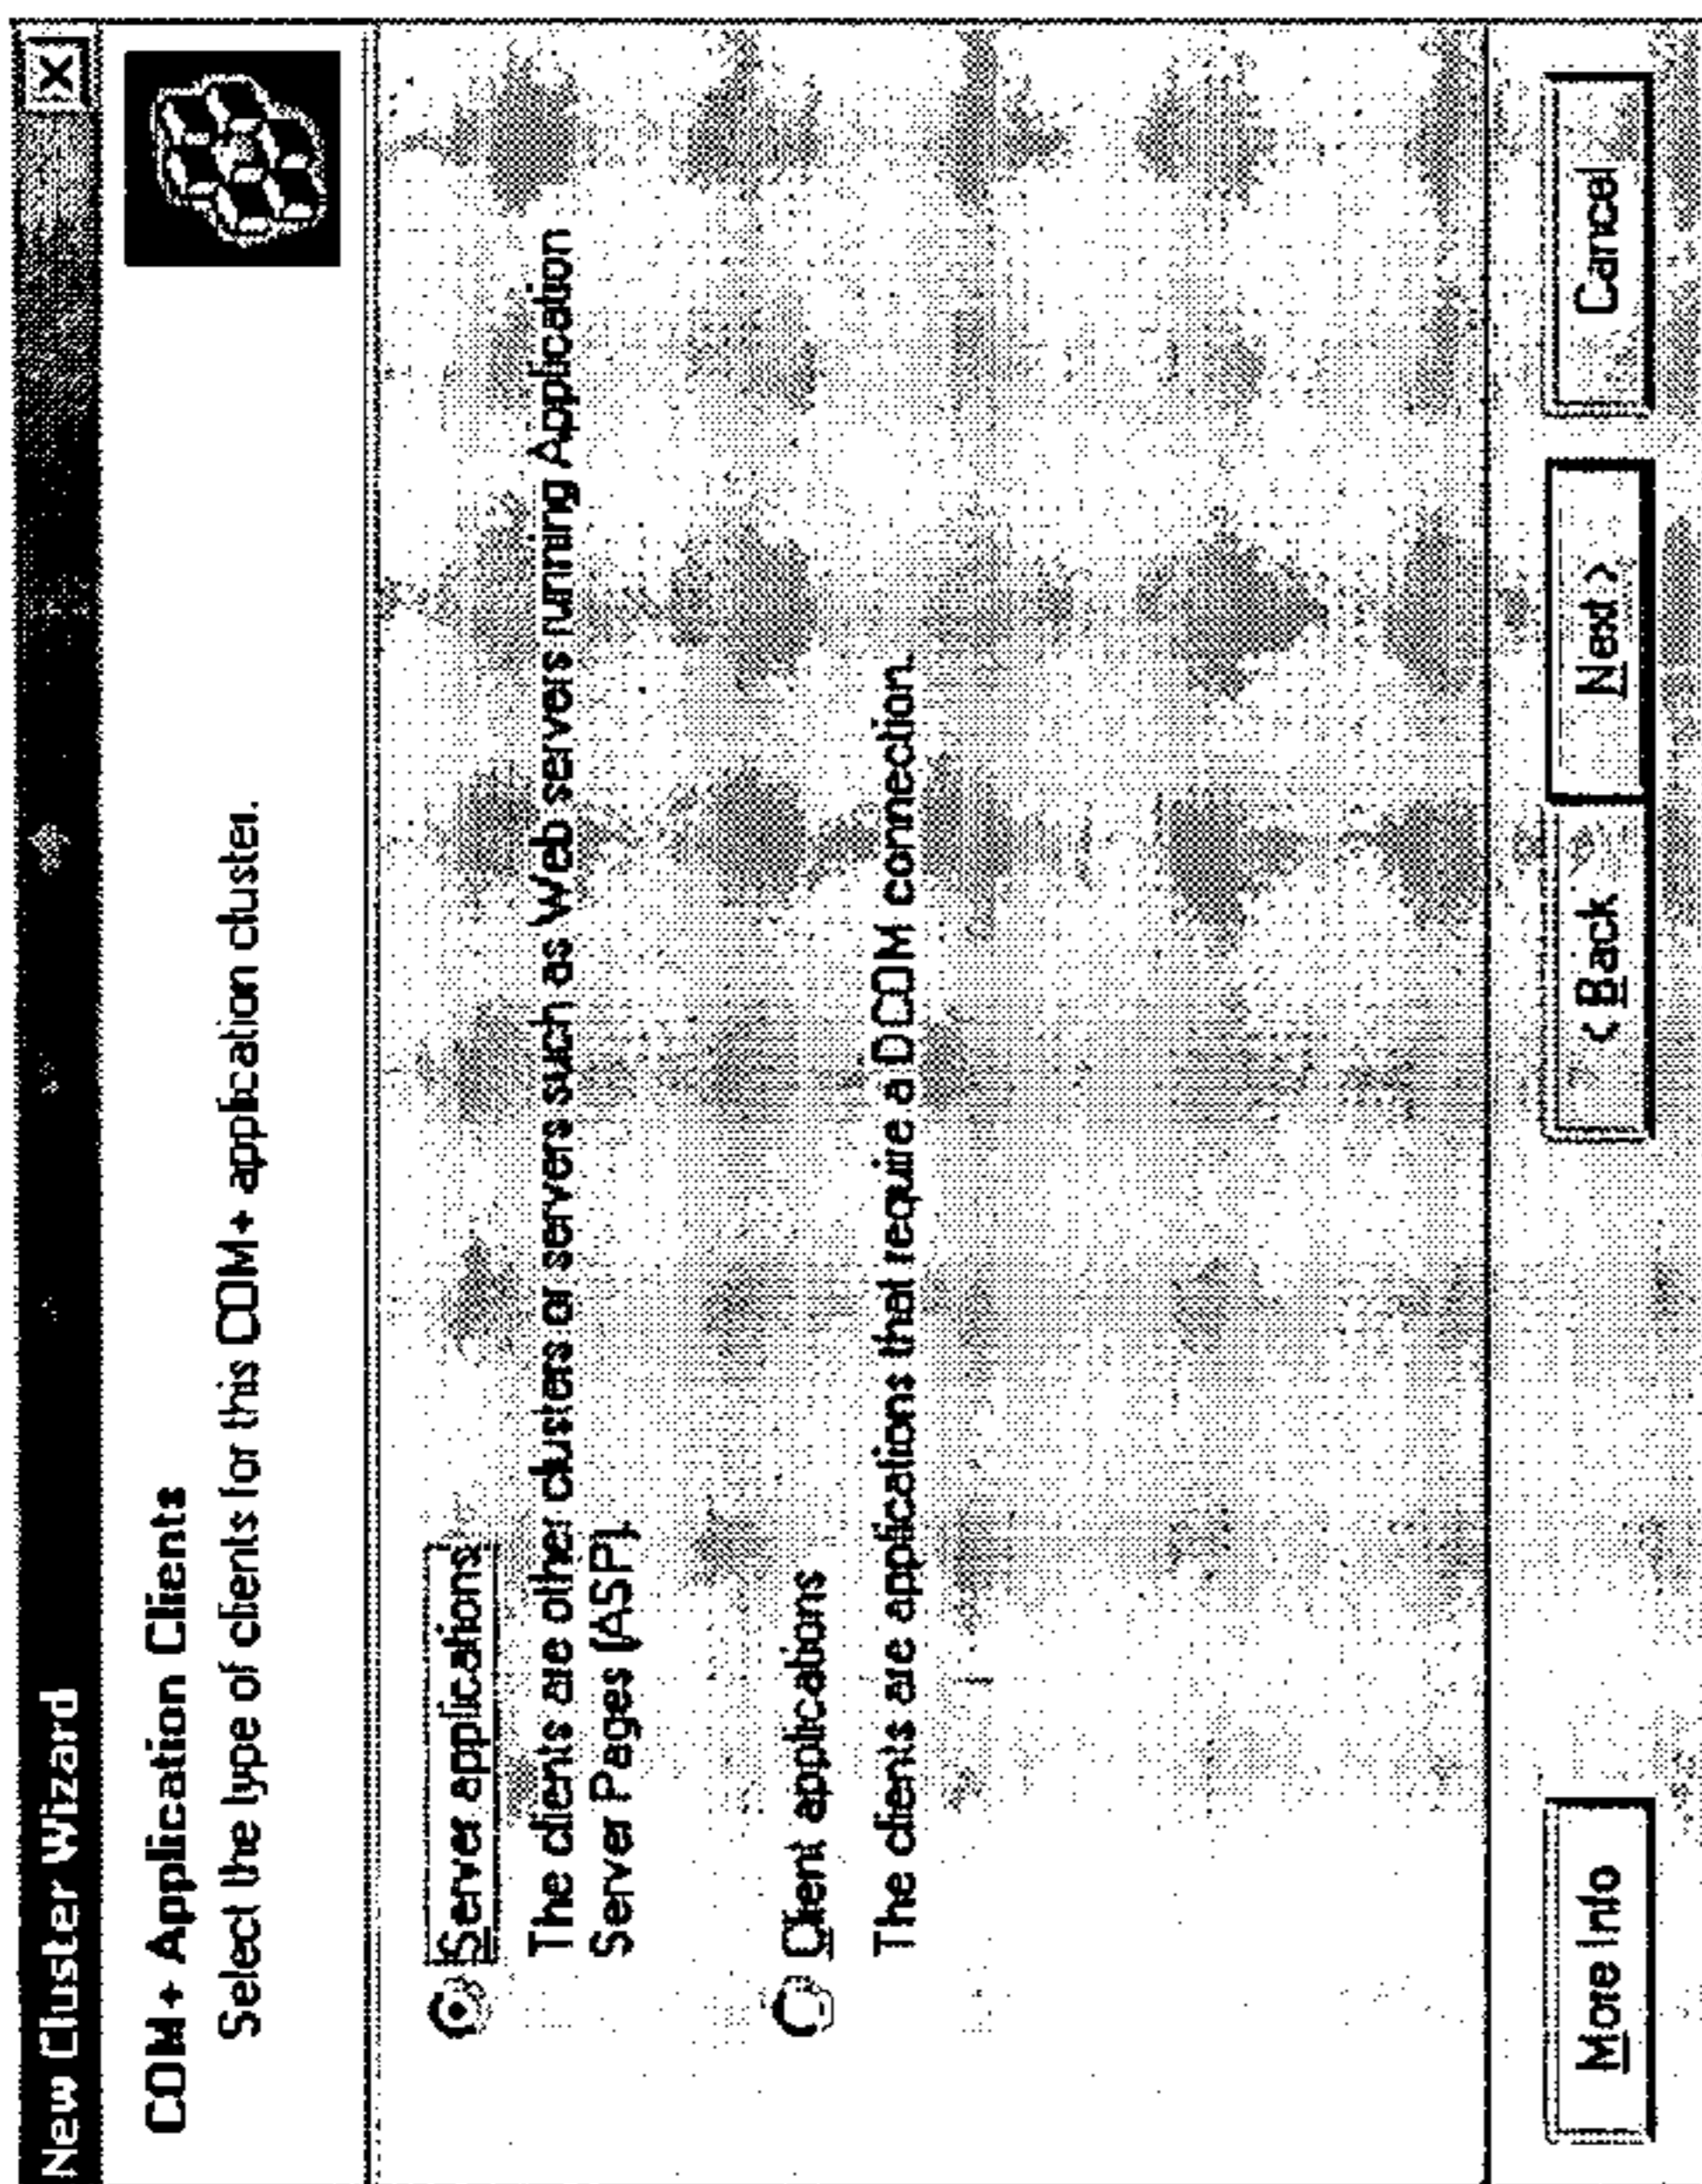 New Cluster Wizard
COM+ Application Clients
Select the type of clients for this COM+ application cluster.
Server applications
The clients are other clusters or servers such as Web servers running Application
Server Pages (ASP).
Client applications
The clients are applications that require a DCOM connection.
More Info
< Back
Next >
Cancel